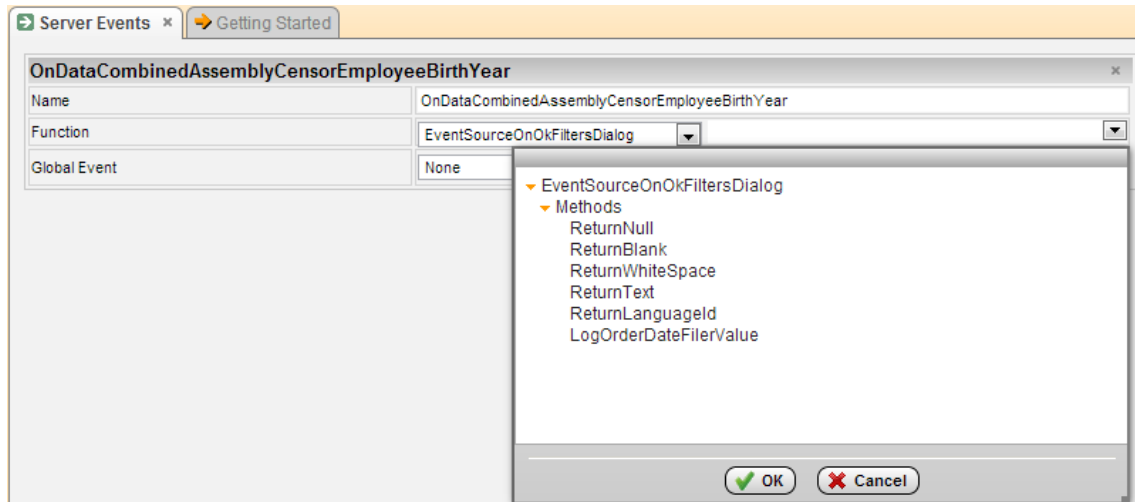 Server Events × Getting Started
OnDataCombinedAssemblyCensorEmployeeBirthYear ×
Name OnDataCombinedAssemblyCensorEmployeeBirthYear
Function EventSourceOnOkFiltersDialog
Global Event None
EventSourceOnOkFiltersDialog
Methods
ReturnNull
ReturnBlank
ReturnWhiteSpace
ReturnText
ReturnLanguageId
LogOrderDateFilerValue
OK Cancel